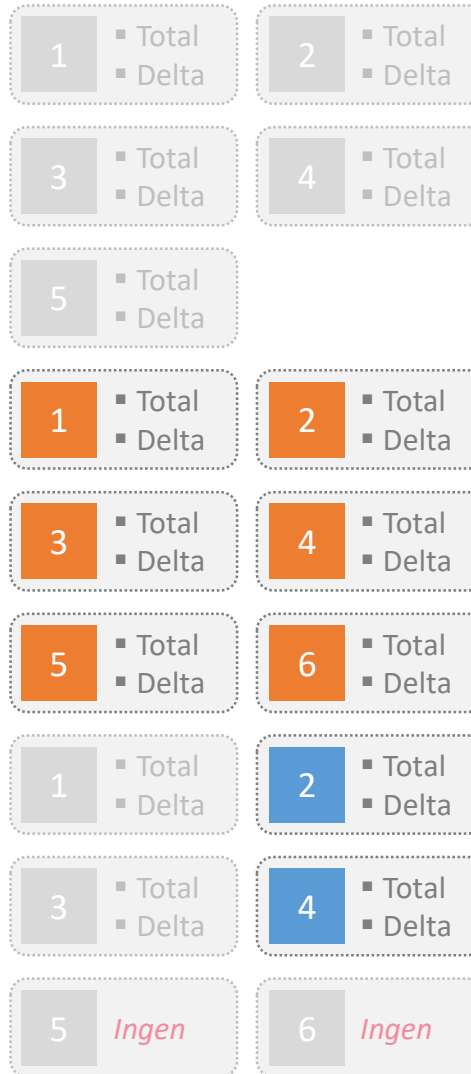 1 ▪ Total ▪ Delta
2 ▪ Total ▪ Delta
3 ▪ Total ▪ Delta
4 ▪ Total ▪ Delta
5 ▪ Total ▪ Delta
1 ▪ Total ▪ Delta
2 ▪ Total ▪ Delta
3 ▪ Total ▪ Delta
4 ▪ Total ▪ Delta
5 ▪ Total ▪ Delta
6 ▪ Total ▪ Delta
1 ▪ Total ▪ Delta
2 ▪ Total ▪ Delta
3 ▪ Total ▪ Delta
4 ▪ Total ▪ Delta
5 Ingen
6 Ingen